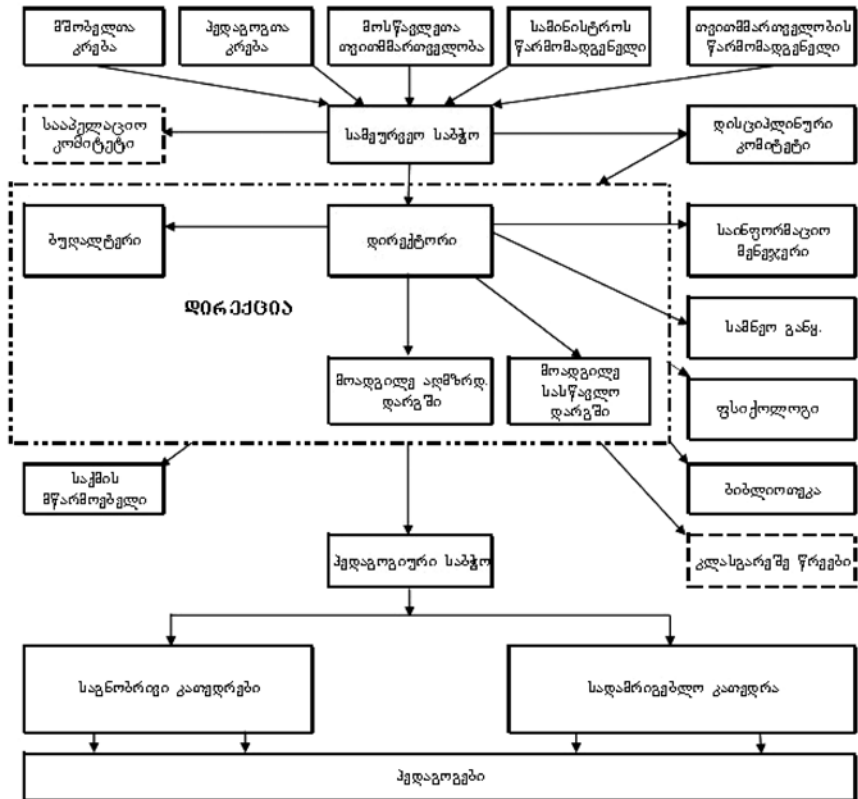 მშობელთა
კრება
პედაგოგთა
კრება
მოსწავლეთა
თვითმმართველობა
სამინისტროს
წარმომადგენელი
თვითმმართველობის
წარმომადგენელი
სააპელაციო
კომიტეტი
სამეურვეო საბჭო
დისციპლინური
კომიტეტი
ბუღალტერი
დირექტორი
საინფორმაციო
მენეჯერი
დირექცია
სამნეო განყ.
მოადგილე აღმზრდ.
დარგში
მოადგილე
სასწავლო
დარგში
ფსიქოლოგი
საქმის
მწარმოებელი
ბიბლიოთეკა
პედაგოგიური საბჭო
კლასგარეშე წრეები
საგნობრივი კათედრები
სადამრიგებლო კათედრა
პედაგოგები